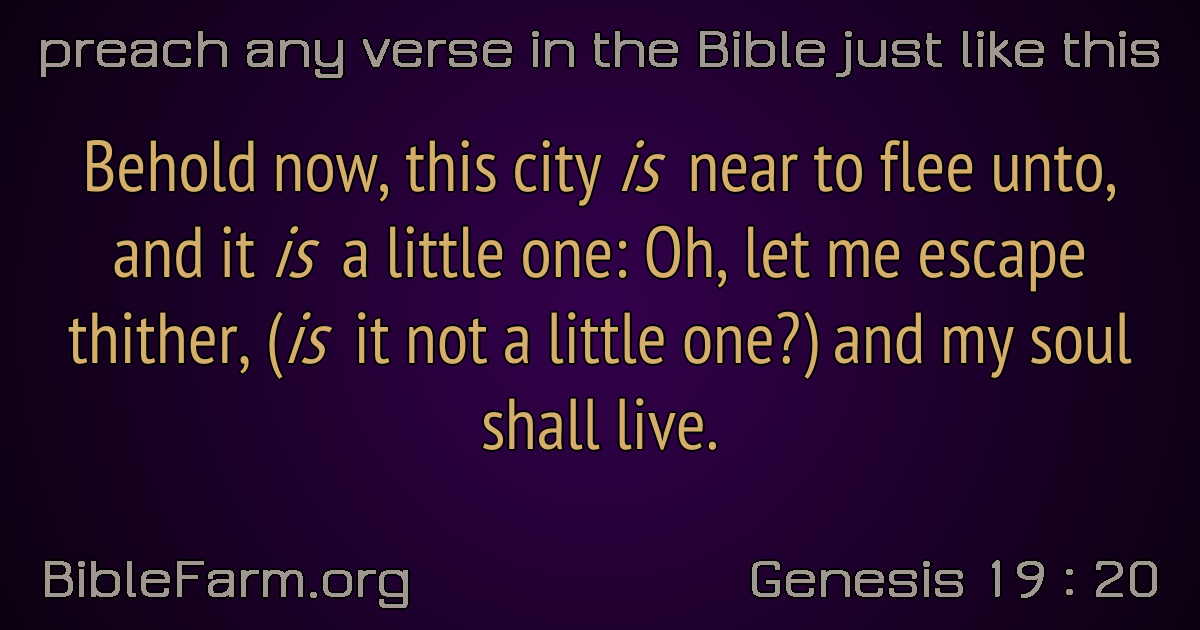 preach any verse in the Bible just like this
Behold now, this city is near to flee unto,
and it is a little one: Oh, let me escape
thither, (is it not a little one?) and my soul
shall live.
BibleFarm.org
Genesis 19 : 20